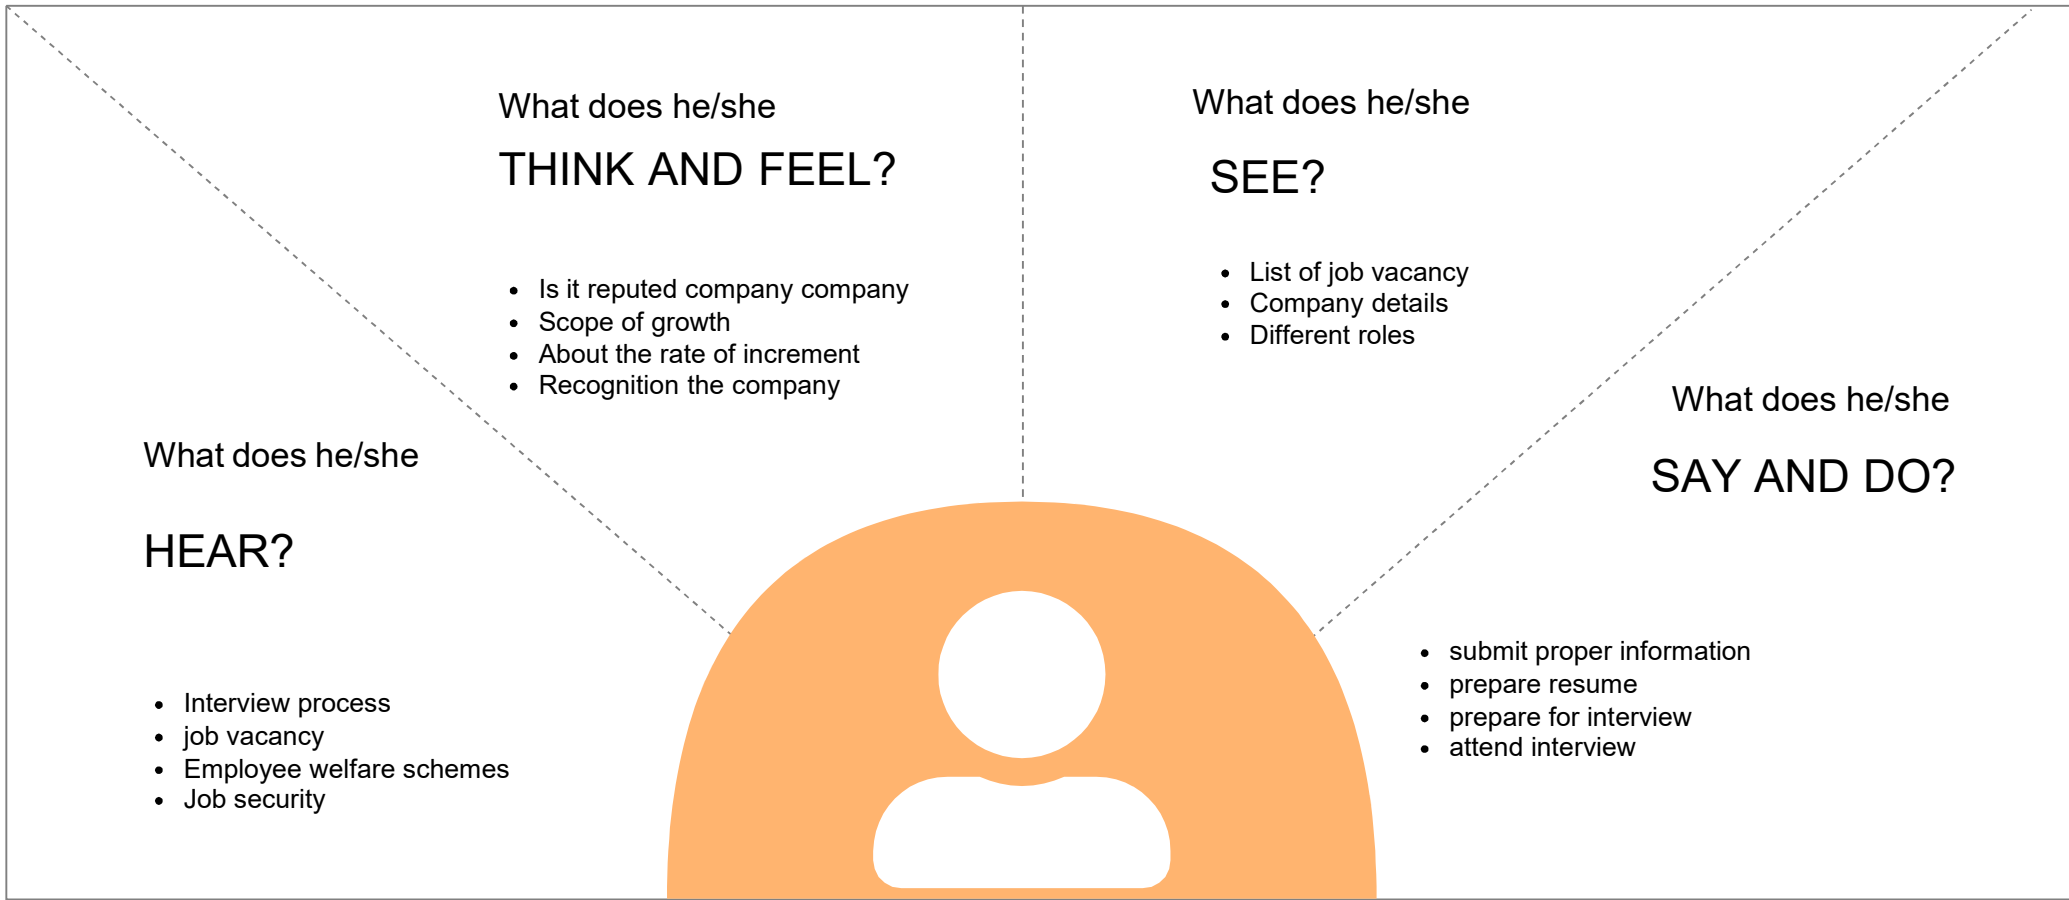 What does he/she
THINK AND FEEL?
• Is it reputed company company
• Scope of growth
• About the rate of increment
• Recognition the company
What does he/she
SEE?
• List of job vacancy
• Company details
• Different roles
What does he/she
HEAR?
• Interview process
• job vacancy
• Employee welfare schemes
• Job security
What does he/she
SAY AND DO?
• submit proper information
• prepare resume
• prepare for interview
• attend interview